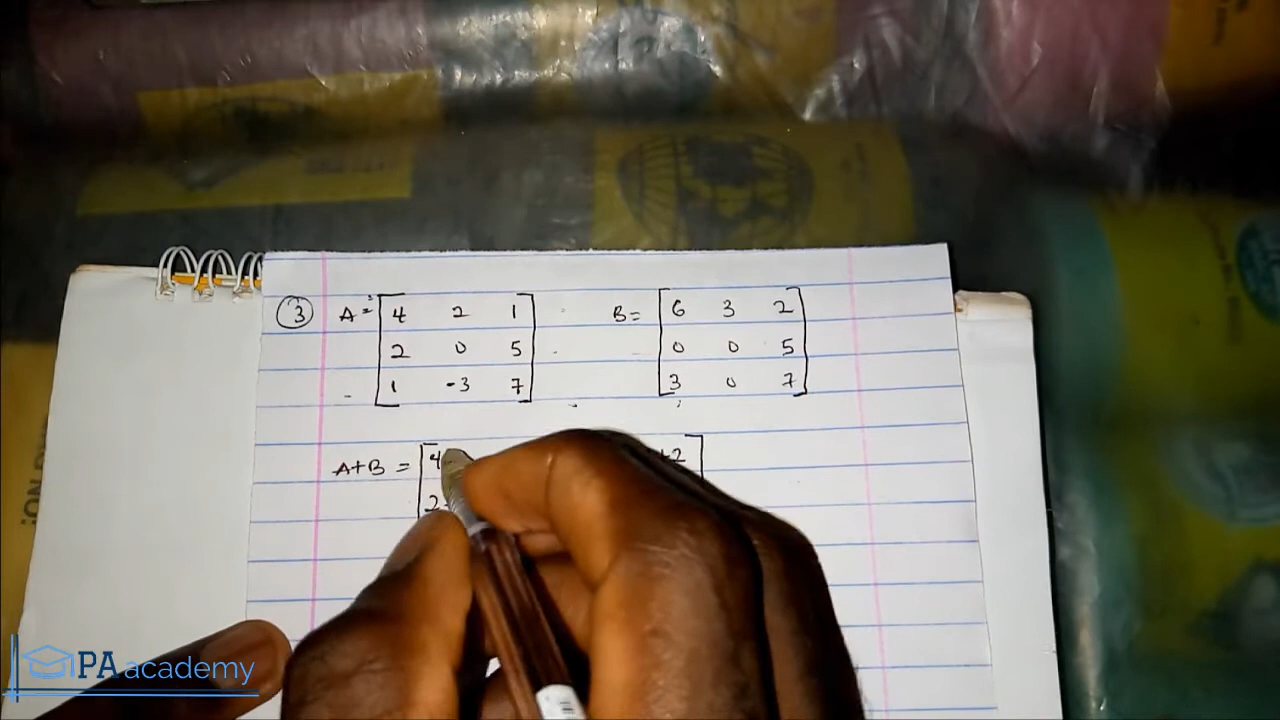 ③ A = [4 2 1] B = [6 3 2]
[2 0 5] [0 0 5]
[1 -3 7] [3 0 7]
A+B = [4 +2]
[2
PA academy